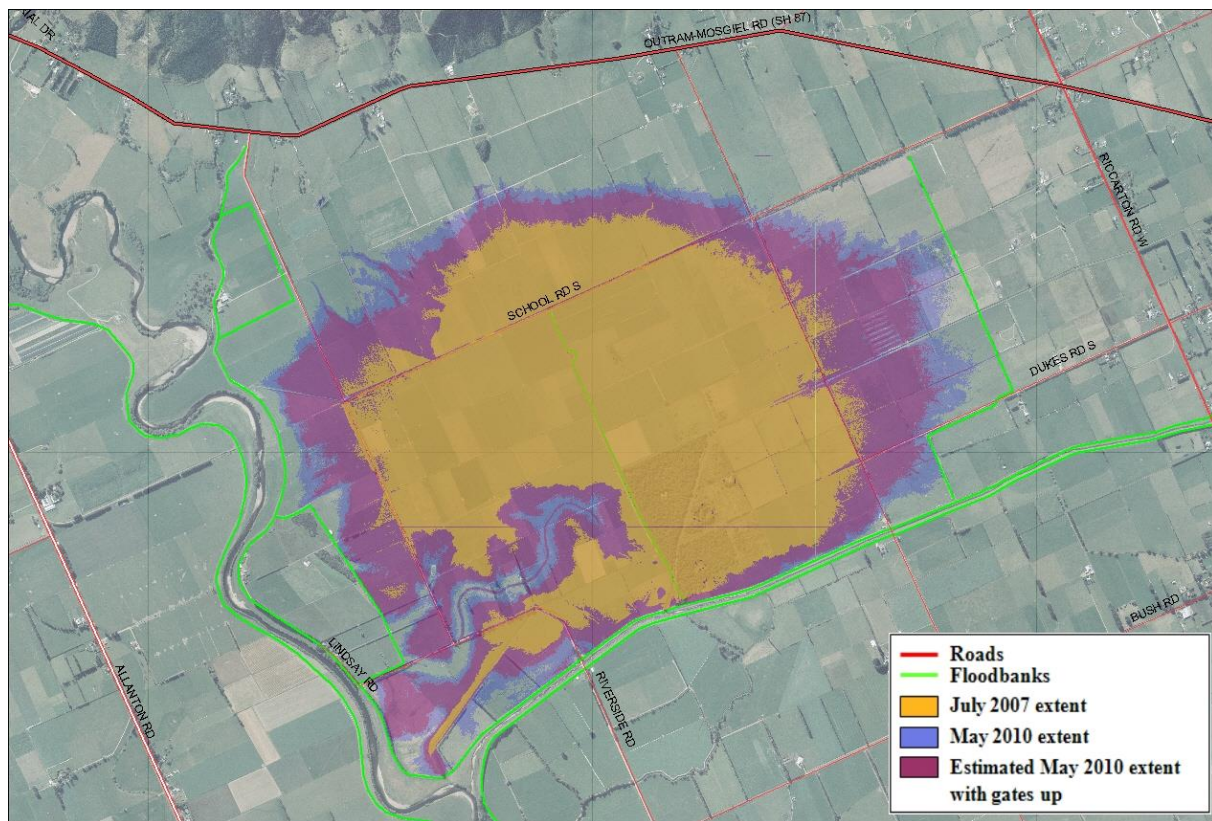 OUTRAM-MOSGIEL RD (SH 87)
RICCARTON RD W
SCHOOL RD S
DUKES RD S
BUSH RD
LINDSAY RD
RIVERSIDE RD
ALLANTON RD
Roads
Floodbanks
July 2007 extent
May 2010 extent
Estimated May 2010 extent
with gates up